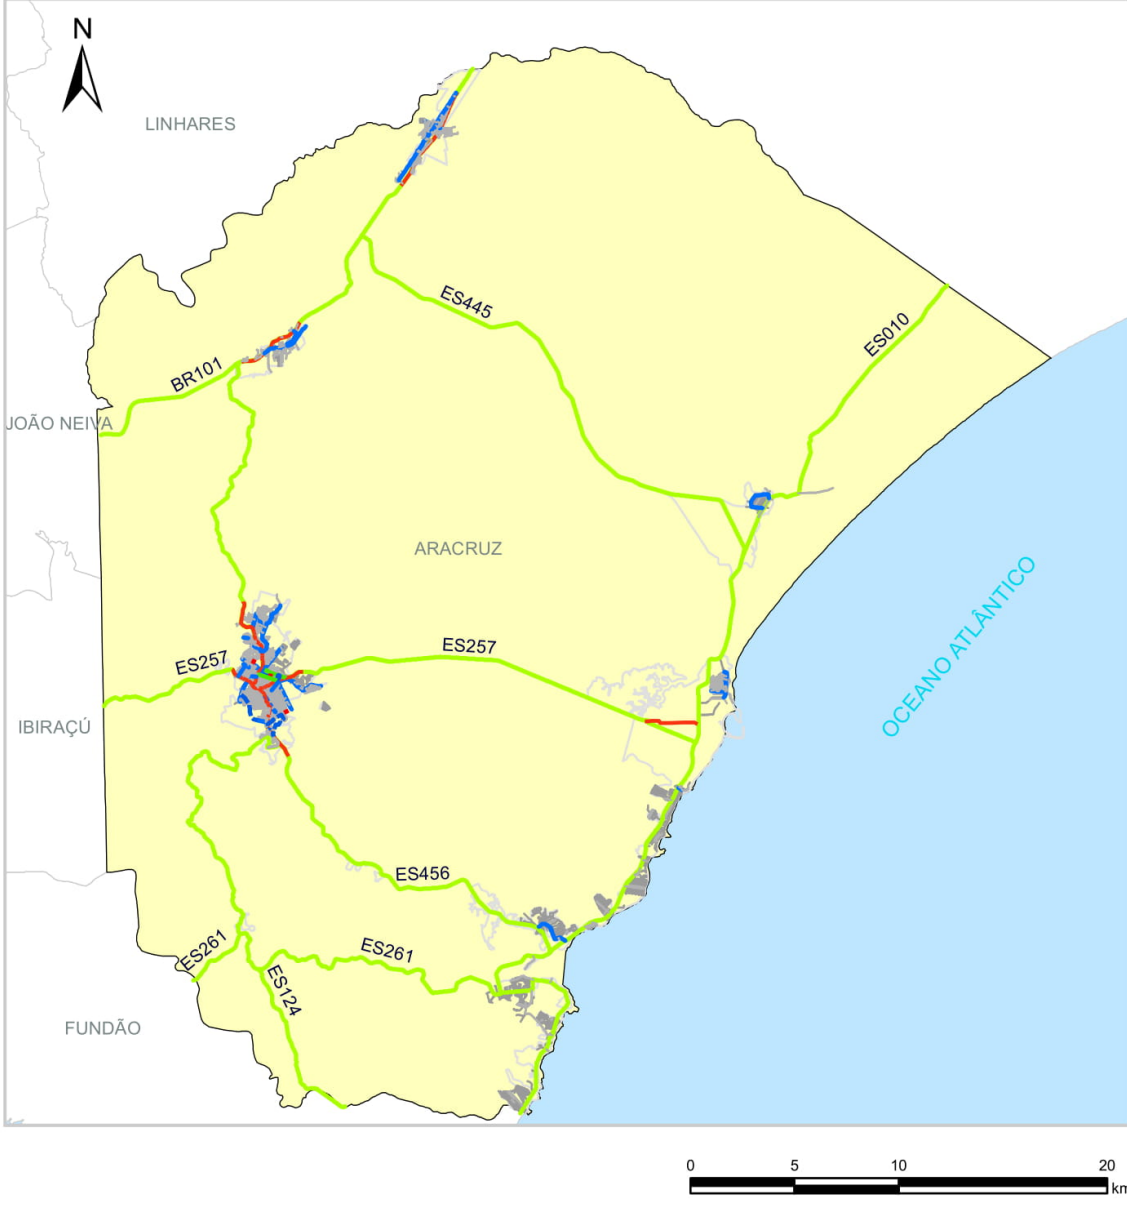 N
LINHARES
ES445
ES010
BR101
JOÃO NEIVA
ARACRUZ
OCEANO ATLÂNTICO
ES257
ES257
IBIRAÇÚ
ES456
ES261
ES261
ES124
FUNDÃO
0 5 10 20
km